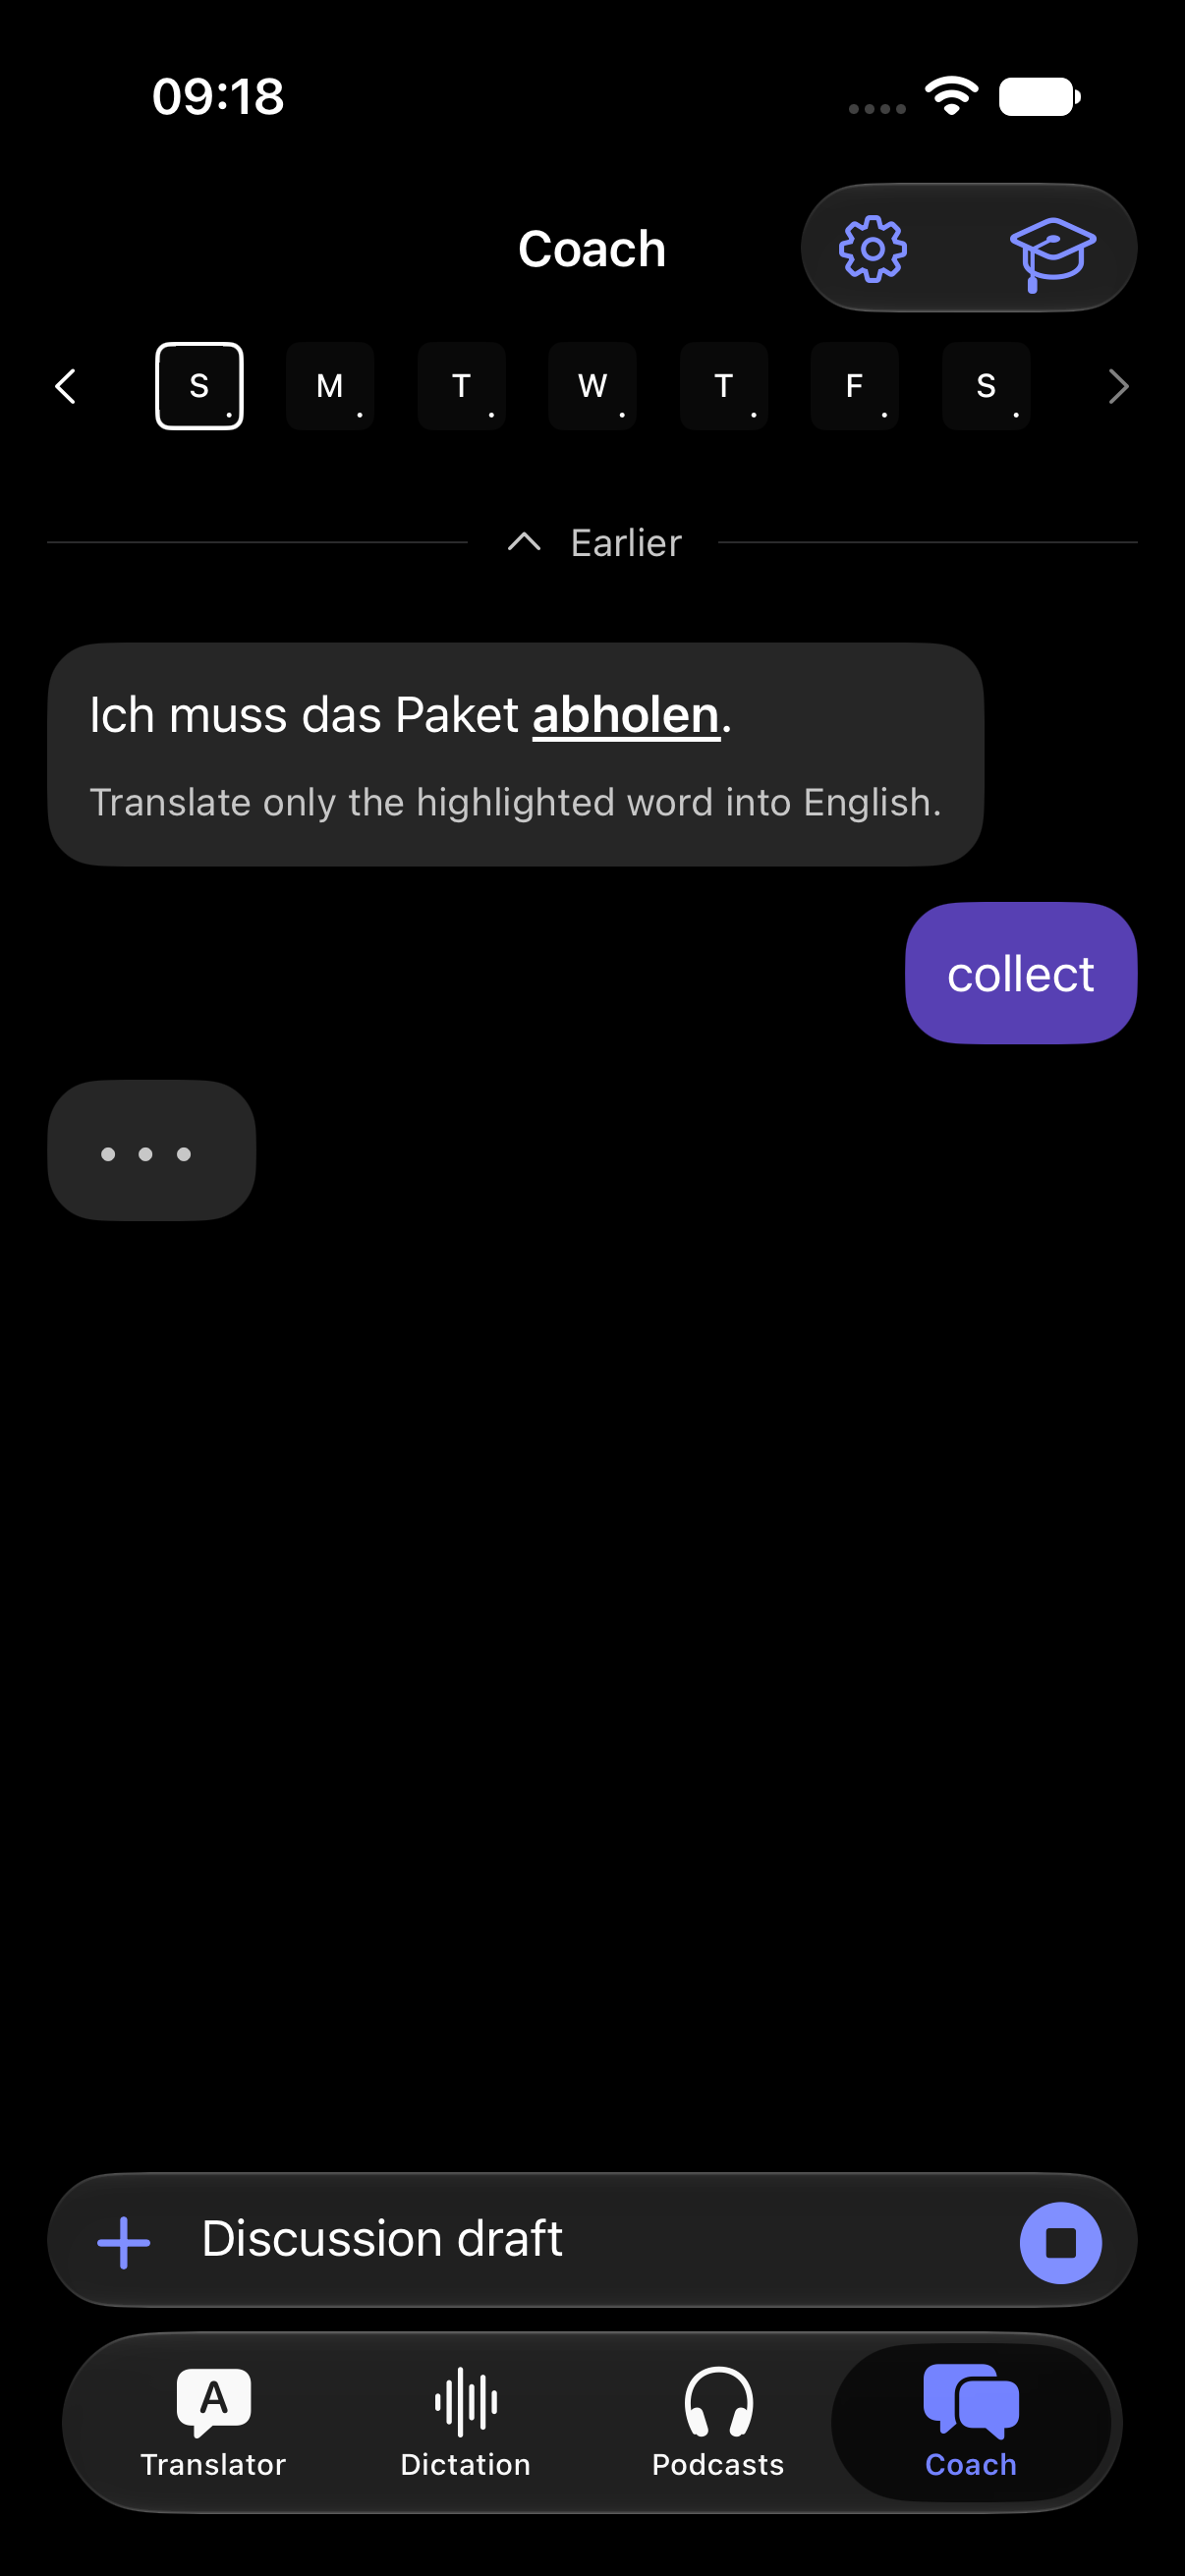 09:18
Coach
S M T W T F S
Earlier
Ich muss das Paket abholen.
Translate only the highlighted word into English.
collect
Discussion draft
A
Translator Dictation Podcasts Coach